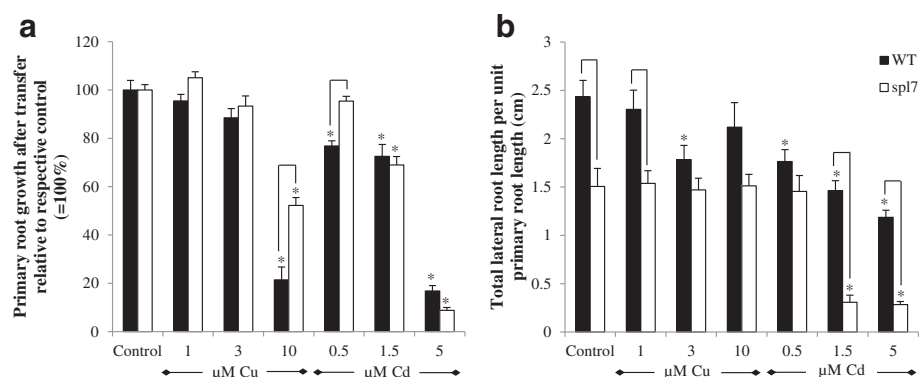 a
Primary root growth after transfer
relative to respective control
(=100%)
120
100
80
60
40
20
0
*
*
*
*
*
*
*
Control 1 3 10 0.5 1.5 5
µM Cu µM Cd
b
Total lateral root length per unit
primary root length (cm)
3
2.5
2
1.5
1
0.5
0
WT
spl7
*
*
*
*
*
*
Control 1 3 10 0.5 1.5 5
µM Cu µM Cd